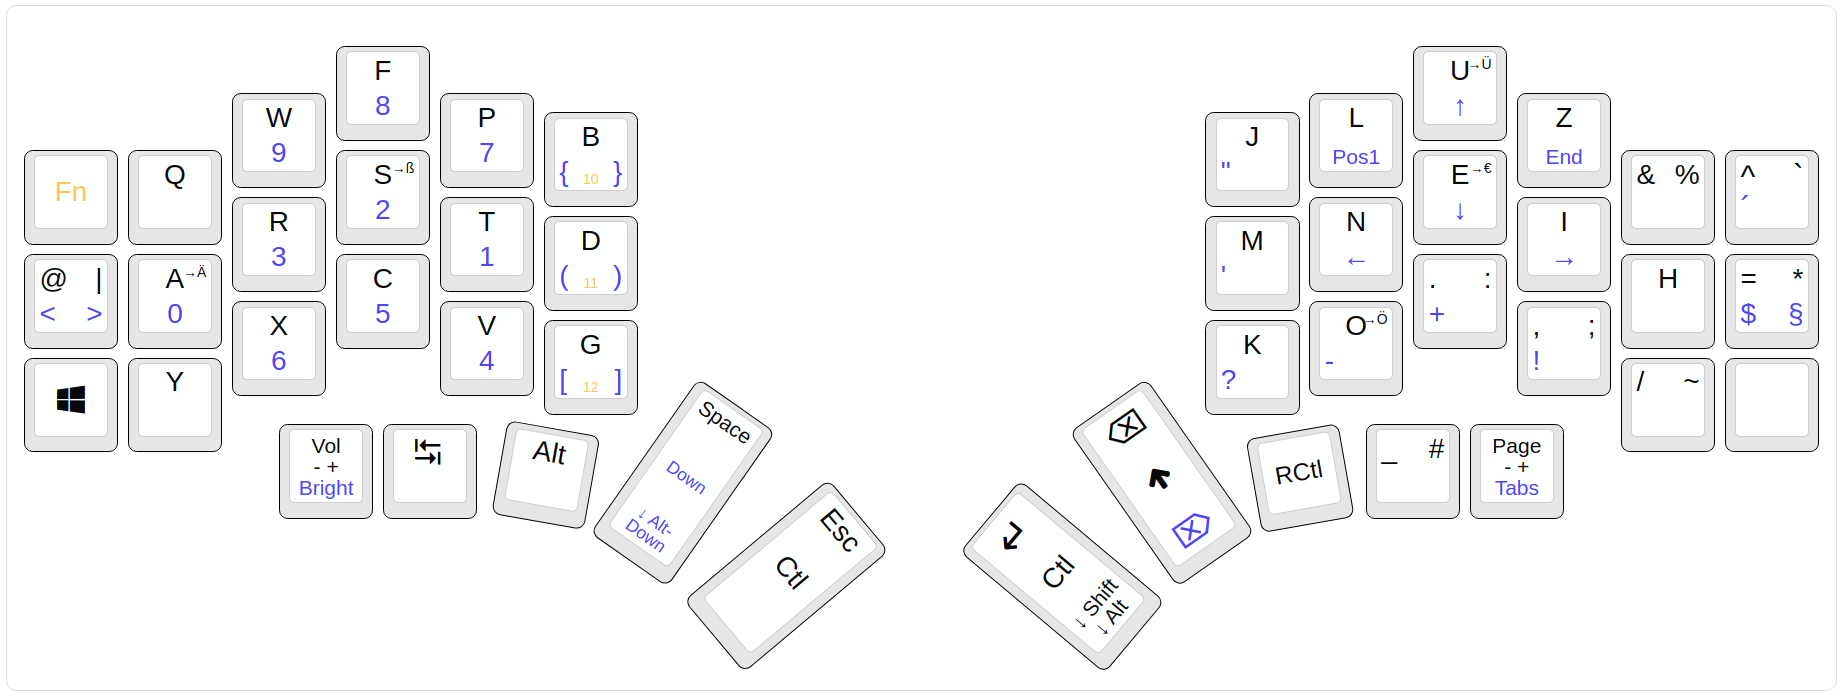 Fn
Q
W
9
F
8
P
7
B
{ 10 }
@ |
< >
A→Ä
0
R
3
S→ß
2
T
1
D
( 11 )
Y
X
6
C
5
V
4
G
[ 12 ]
Vol
- +
Bright
Alt
Space
Down
↓ Alt-
Down
Esc
Ctl
J
"
L
Pos1
U→Ü
↑
Z
End
& %
^ `
´
M
'
N
←
E→€
↓
I
→
H
= *
$ §
K
?
O→Ö
-
. :
+
, ;
!
/ ~
RCtl
_ #
Page
- +
Tabs
Ctl
→ Shift
→ Alt